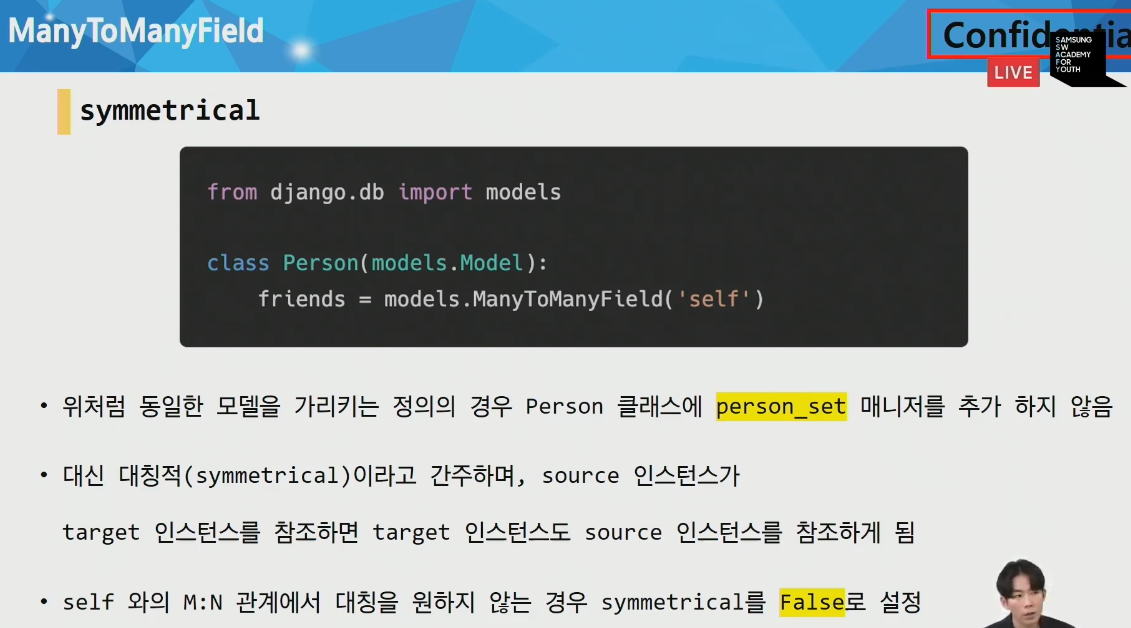 ManyToManyField
Confidentia
SAMSUNG
SW
ACADEMY
FOR
YOUTH
LIVE
symmetrical
from django.db import models
class Person(models.Model):
friends = models.ManyToManyField('self')
• 위처럼 동일한 모델을 가리키는 정의의 경우 Person 클래스에 person_set 매니저를 추가 하지 않음
• 대신 대칭적(symmetrical)이라고 간주하며, source 인스턴스가
target 인스턴스를 참조하면 target 인스턴스도 source 인스턴스를 참조하게 됨
• self 와의 M:N 관계에서 대칭을 원하지 않는 경우 symmetrical를 False로 설정